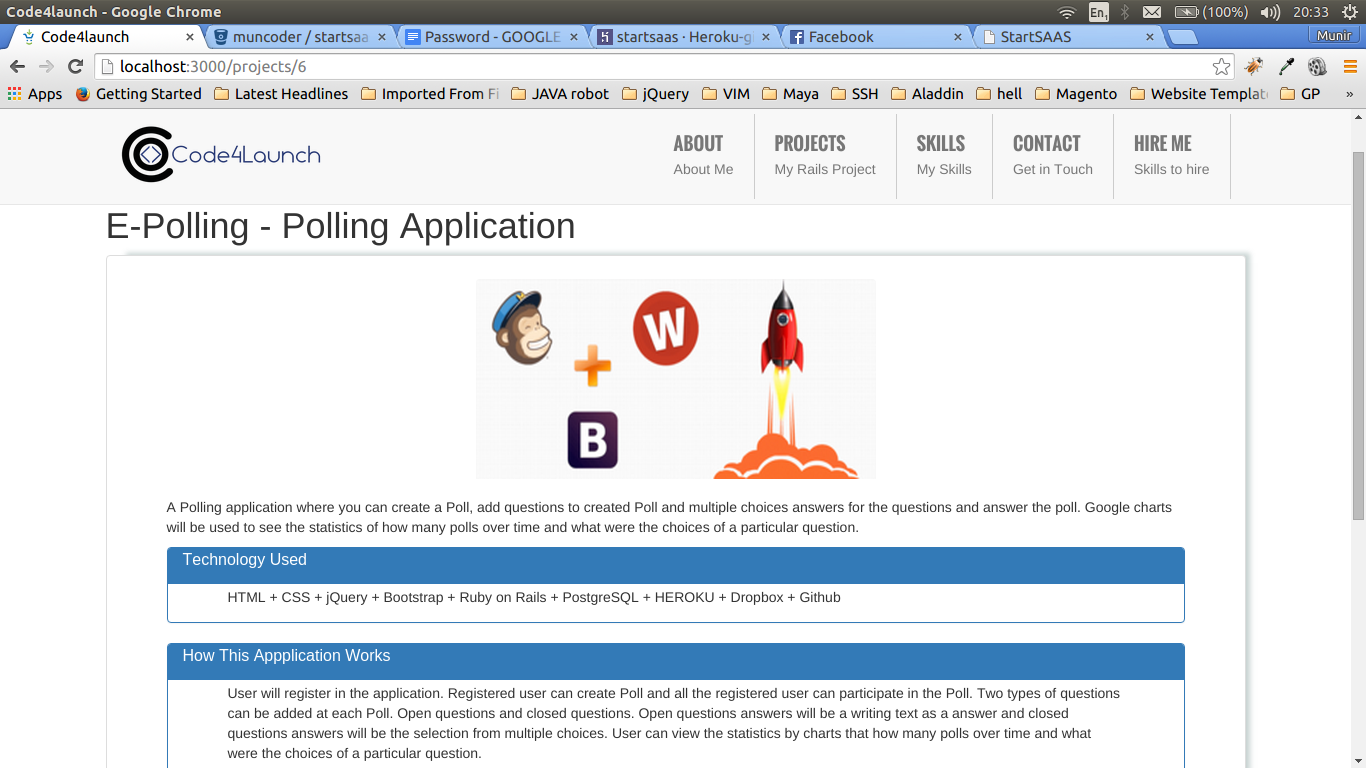 Code4launch - Google Chrome
En1 (100%) 20:33
Code4launch muncoder / startsaa Password - GOOGLE startsaas · Heroku-g Facebook StartSAAS Munir
localhost:3000/projects/6
Apps Getting Started Latest Headlines Imported From Fi JAVA robot jQuery VIM Maya SSH Aladdin hell Magento Website Templat GP »
Code4Launch
ABOUT PROJECTS SKILLS CONTACT HIRE ME
About Me My Rails Project My Skills Get in Touch Skills to hire
E-Polling - Polling Application
W
B
A Polling application where you can create a Poll, add questions to created Poll and multiple choices answers for the questions and answer the poll. Google charts
will be used to see the statistics of how many polls over time and what were the choices of a particular question.
Technology Used
HTML + CSS + jQuery + Bootstrap + Ruby on Rails + PostgreSQL + HEROKU + Dropbox + Github
How This Appplication Works
User will register in the application. Registered user can create Poll and all the registered user can participate in the Poll. Two types of questions
can be added at each Poll. Open questions and closed questions. Open questions answers will be a writing text as a answer and closed
questions answers will be the selection from multiple choices. User can view the statistics by charts that how many polls over time and what
were the choices of a particular question.